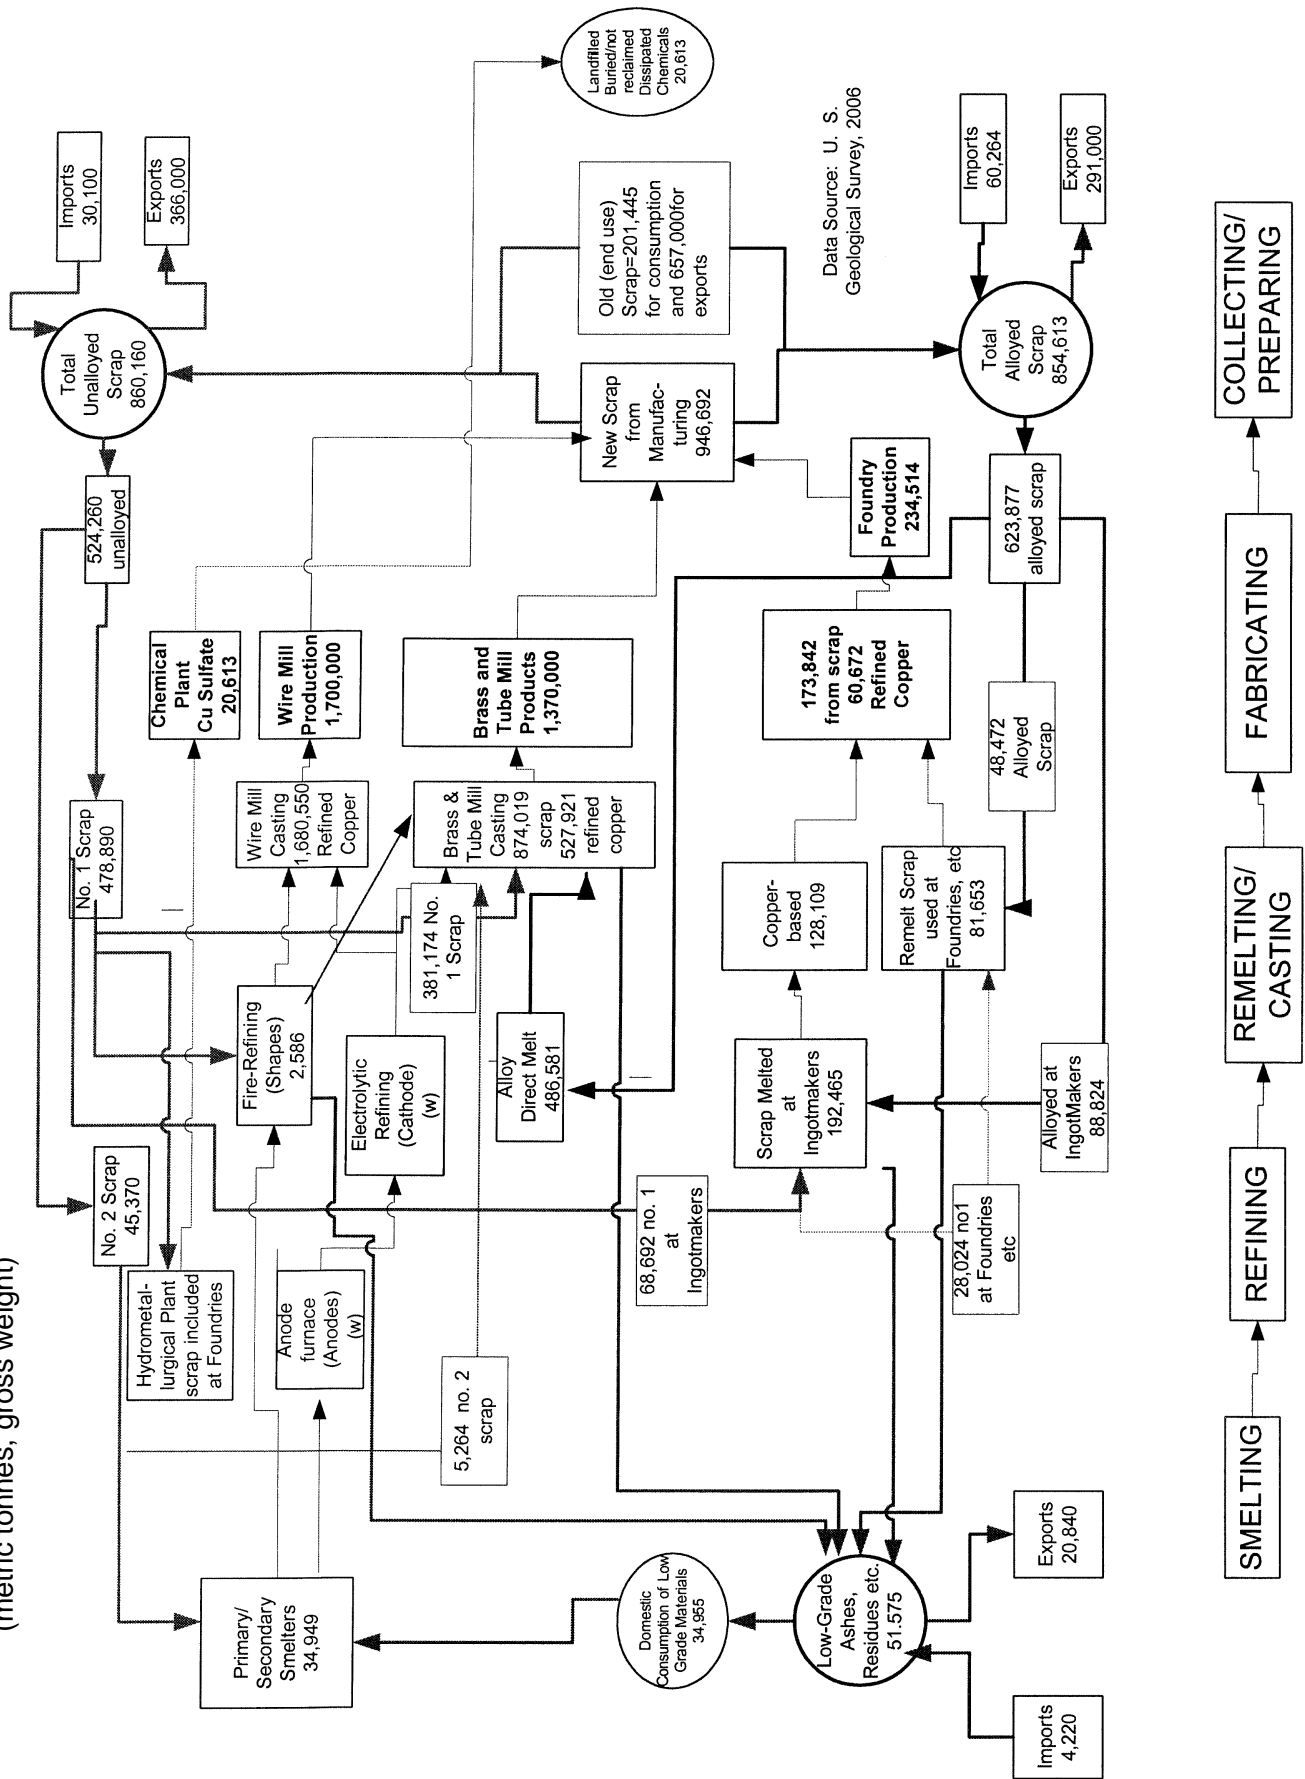 (metric tonnes, gross weight)
Primary/
Secondary
Smelters
34,949
Domestic
Consumption of Low
Grade Materials
34,955
Low-Grade
Ashes,
Residues etc.
51.575
Imports
4,220
Exports
20,840
No. 2 Scrap
45,370
Hydrometal-
lurgical Plant
scrap included
at Foundries
Anode
furnace
(Anodes)
(w)
5,264 no. 2
scrap
Fire-Refining
(Shapes)
2,586
Electrolytic
Refining
(Cathode)
(w)
Alloy
Direct Melt
486,581
68,692 no. 1
at
Ingotmakers
Scrap Melted
at
Ingotmakers
192,465
28,024 no1
at Foundries
etc
Alloyed at
IngotMakers
88,824
No. 1 Scrap
478,890
381,174 No.
1 Scrap
Wire Mill
Casting
1,680,550
Refined
Copper
Brass &
Tube Mill
Casting
874,019
scrap
527,921
refined
copper
Copper-
based
128,109
Remelt Scrap
used at
Foundries, etc
81,653
Chemical
Plant
Cu Sulfate
20,613
Wire Mill
Production
1,700,000
Brass and
Tube Mill
Products
1,370,000
173,842
from scrap
60,672
Refined
Copper
48,472
Alloyed
Scrap
524,260
unalloyed
Foundry
Production
234,514
623,877
alloyed scrap
Total
Unalloyed
Scrap
860,160
New Scrap
from
Manufac-
turing
946,692
Total
Alloyed
Scrap
854,613
Imports
30,100
Exports
366,000
Old (end use)
Scrap=201,445
for consumption
and 657,000for
exports
Imports
60,264
Exports
291,000
Landfilled
Buried/not
reclaimed
Dissipated
Chemicals
20,613
Data Source: U. S.
Geological Survey, 2006
SMELTING
REFINING
REMELTING/
CASTING
FABRICATING
COLLECTING/
PREPARING